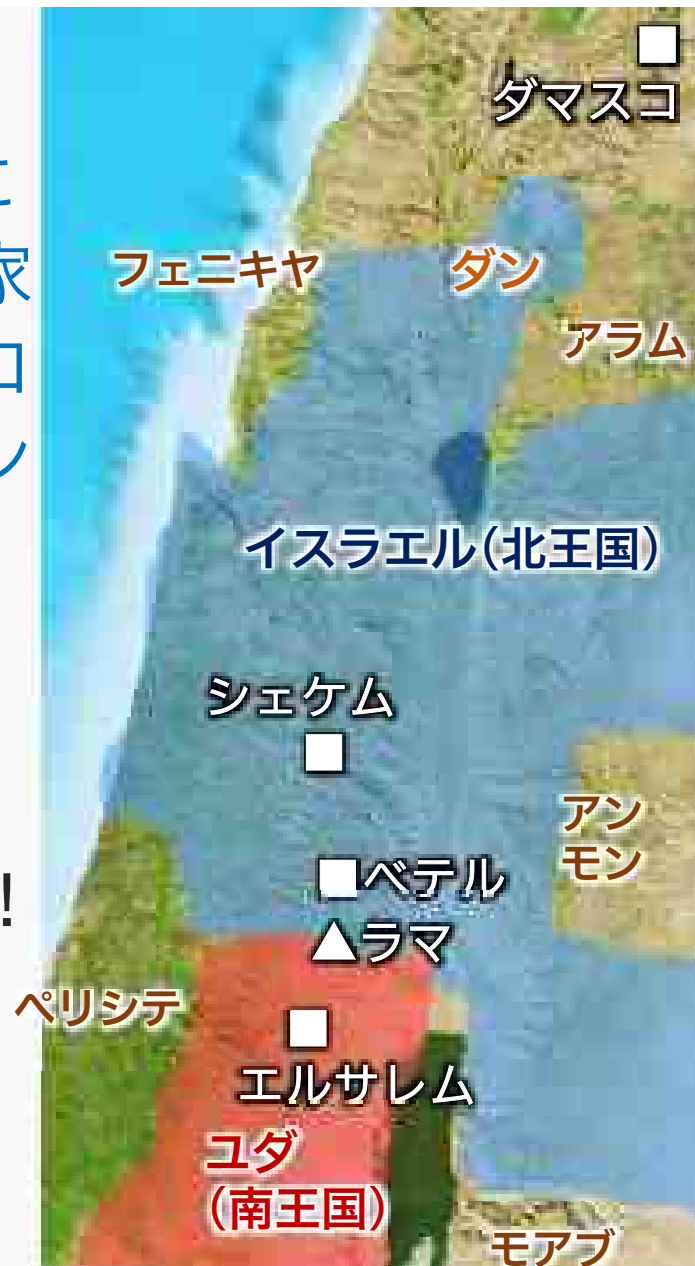 ダマスコ
フェニキヤ
ダン
アラム
イスラエル(北王国)
シェケム
アン
モン
ベテル
ラマ
ペリシテ
エルサレム
ユダ
(南王国)
モアブ
!